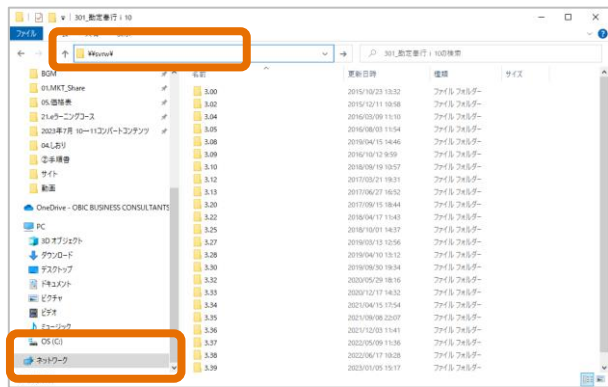 301_勘定奉行 i 10
ファイル
301_勘定奉行 i 10の検索
名前 更新日時 種類 サイズ
BGM
01.MKT_Share
05.価格表
21.eラーニングコース
2023年7月 10ー11コンバートコンテンツ
04.しおり
②手順書
サイト
動画
OneDrive - OBIC BUSINESS CONSULTANTS
PC
3D オブジェクト
ダウンロード
デスクトップ
ドキュメント
ピクチャ
ビデオ
ミュージック
OS (C:)
ネットワーク
3.00 2015/10/23 13:32 ファイル フォルダー
3.02 2015/12/11 10:58 ファイル フォルダー
3.04 2016/03/09 11:10 ファイル フォルダー
3.05 2016/08/03 11:54 ファイル フォルダー
3.08 2019/04/15 14:46 ファイル フォルダー
3.09 2016/10/12 9:59 ファイル フォルダー
3.10 2018/09/19 10:57 ファイル フォルダー
3.12 2017/03/21 19:31 ファイル フォルダー
3.13 2017/06/27 16:52 ファイル フォルダー
3.20 2017/09/15 18:44 ファイル フォルダー
3.22 2018/04/17 11:43 ファイル フォルダー
3.25 2018/10/01 14:37 ファイル フォルダー
3.27 2019/03/13 12:56 ファイル フォルダー
3.28 2019/04/10 13:12 ファイル フォルダー
3.30 2019/09/30 19:34 ファイル フォルダー
3.32 2020/05/29 18:16 ファイル フォルダー
3.33 2020/12/17 14:32 ファイル フォルダー
3.34 2021/04/15 17:54 ファイル フォルダー
3.35 2021/09/08 22:07 ファイル フォルダー
3.36 2021/12/03 11:41 ファイル フォルダー
3.37 2022/05/09 11:36 ファイル フォルダー
3.38 2022/06/17 10:28 ファイル フォルダー
3.39 2023/01/05 15:17 ファイル フォルダー